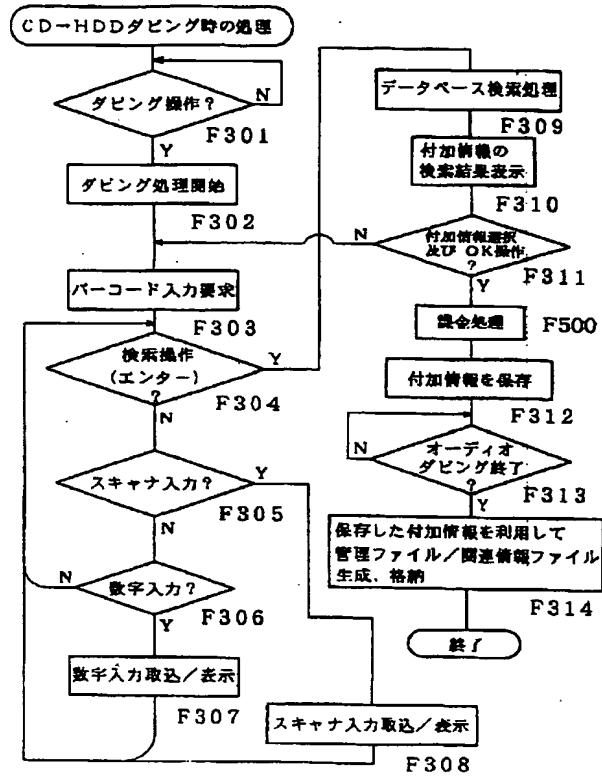 CD→HDDダビング時の処理
ダビング操作?
N
F301
Y
ダビング処理開始
F302
バーコード入力要求
F303
検索操作
(エンター)
?
Y
F304
N
スキャナ入力?
Y
F305
N
数字入力?
N
F306
Y
数字入力取込/表示
F307
スキャナ入力取込/表示
F308
データベース検索処理
F309
付加情報の
検索結果表示
F310
付加情報選択
及び OK操作
?
N
F311
Y
課金処理
F500
付加情報を保存
F312
オーディオ
ダビング終了
?
N
F313
Y
保存した付加情報を利用して
管理ファイル/関連情報ファイル
生成、格納
F314
終了